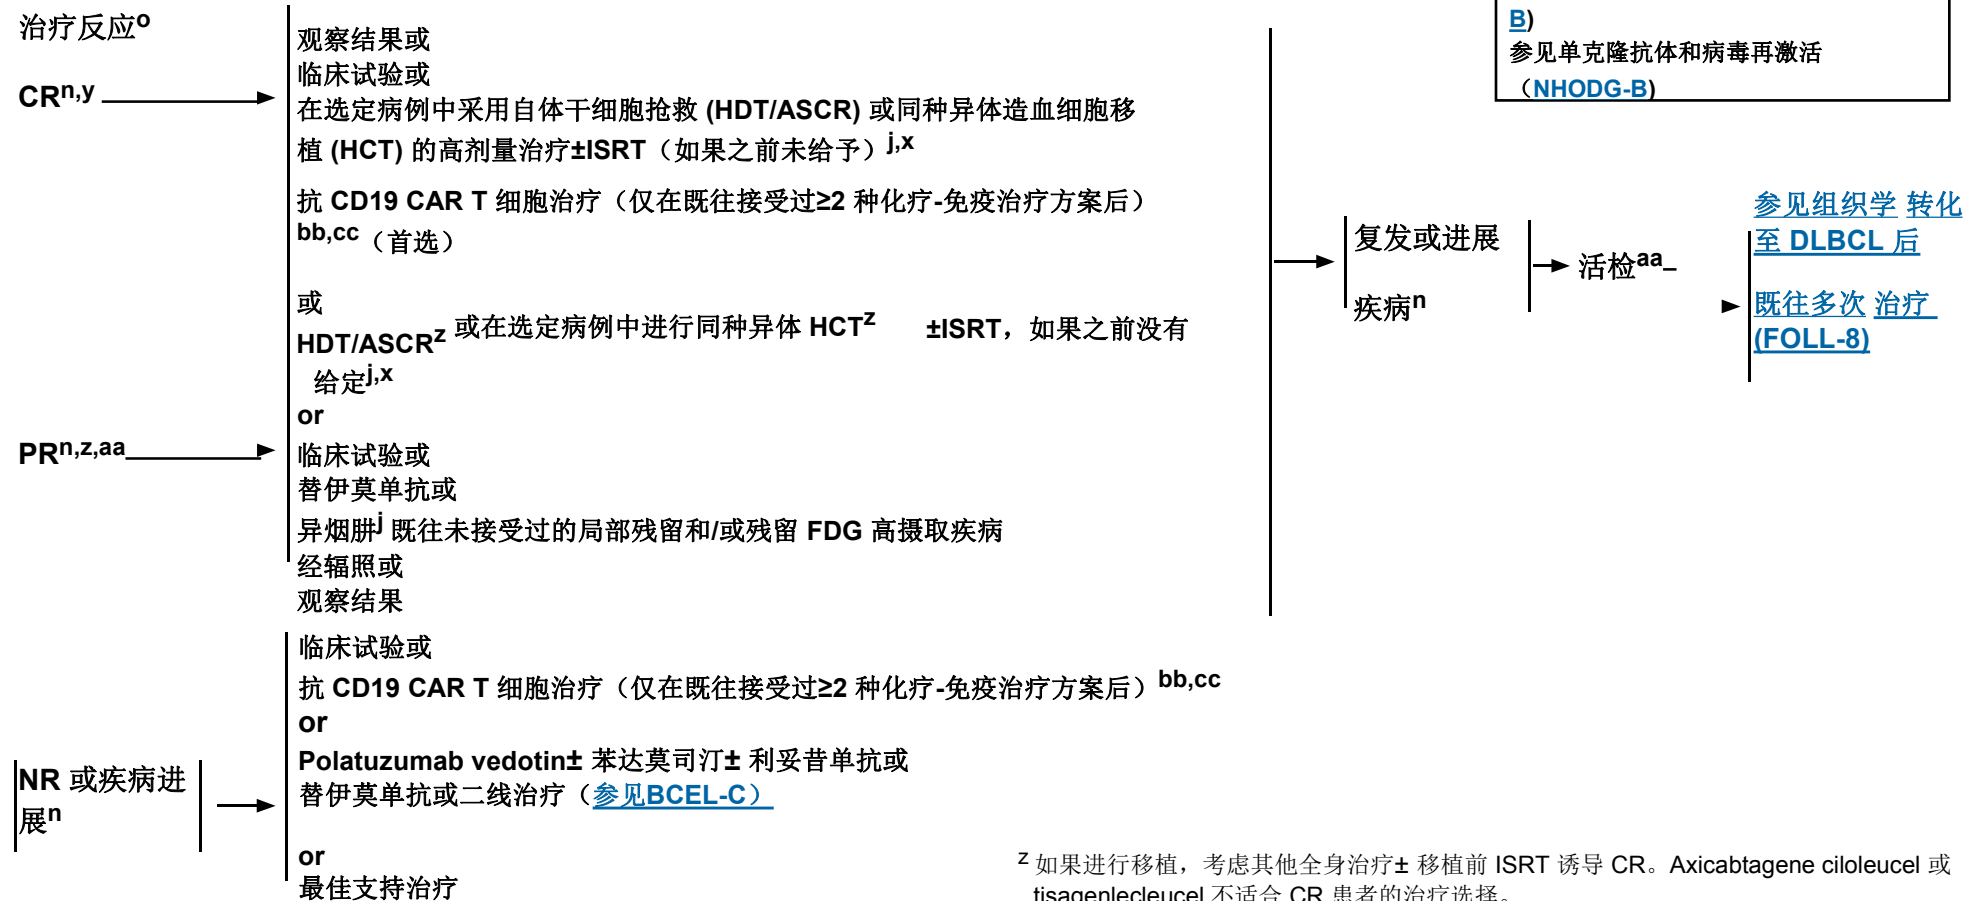 治疗反应o
CRn,y
观察结果或
临床试验或
在选定病例中采用自体干细胞抢救 (HDT/ASCR) 或同种异体造血细胞移
植 (HCT) 的高剂量治疗±ISRT（如果之前未给予）j,x
抗 CD19 CAR T 细胞治疗（仅在既往接受过≥2 种化疗-免疫治疗方案后）
bb,cc（首选）
或
HDT/ASCRz 或在选定病例中进行同种异体 HCTz ±ISRT，如果之前没有
给定j,x
or
PRn,z,aa
临床试验或
替伊莫单抗或
异烟肼j 既往未接受过的局部残留和/或残留 FDG 高摄取疾病
经辐照或
观察结果
NR 或疾病进
展n
临床试验或
抗 CD19 CAR T 细胞治疗（仅在既往接受过≥2 种化疗-免疫治疗方案后）bb,cc
or
Polatuzumab vedotin± 苯达莫司汀± 利妥昔单抗或
替伊莫单抗或二线治疗（参见BCEL-C）
or
最佳支持治疗
B)
参见单克隆抗体和病毒再激活
（NHODG-B)
复发或进展
疾病n
活检aa–
参见组织学 转化
至 DLBCL 后
既往多次 治疗
(FOLL-8)
z 如果进行移植，考虑其他全身治疗± 移植前 ISRT 诱导 CR。Axicabtagene ciloleucel 或
tisagenlecleucel 不适合 CR 患者的治疗选择。